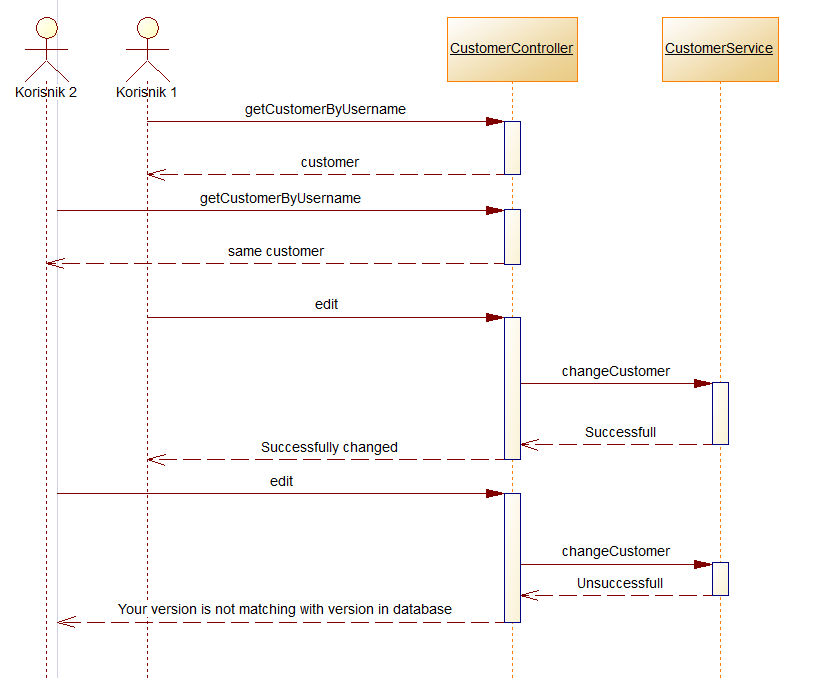 CustomerController
CustomerService
Korisnik 2
Korisnik 1
getCustomerByUsername
customer
getCustomerByUsername
same customer
edit
changeCustomer
Successfull
Successfully changed
edit
changeCustomer
Unsuccessfull
Your version is not matching with version in database